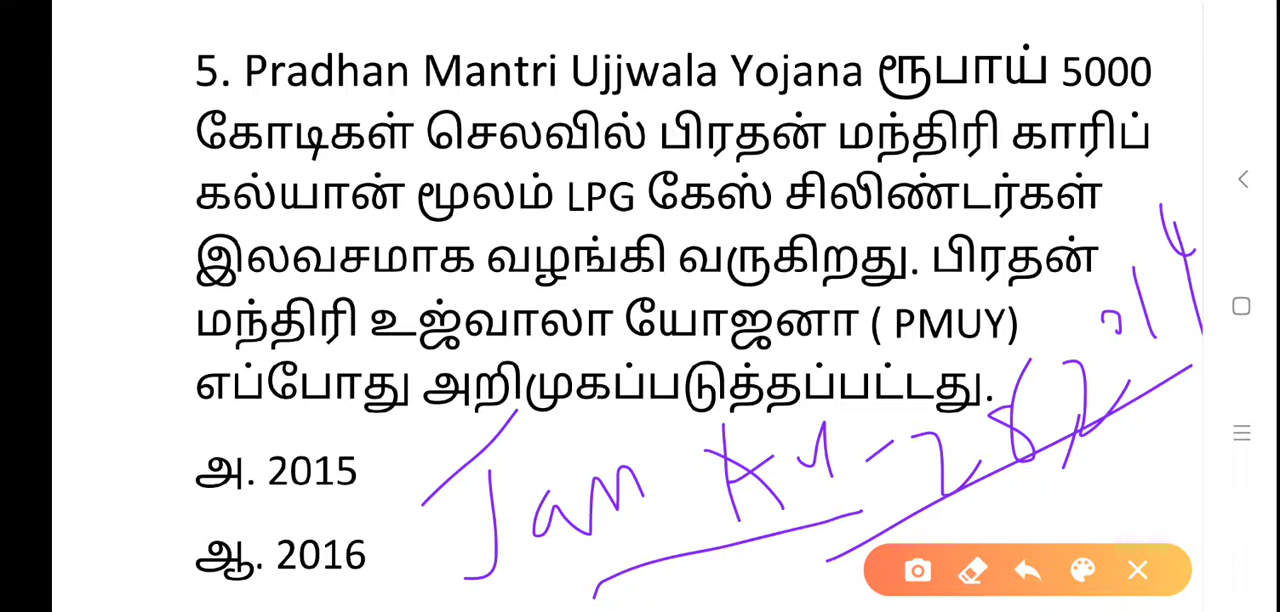 5. Pradhan Mantri Ujjwala Yojana ரூபாய் 5000
கோடிகள் செலவில் பிரதன் மந்திரி காரிப்
கல்யான் மூலம் LPG கேஸ் சிலிண்டர்கள்
இலவசமாக வழங்கி வருகிறது. பிரதன்
மந்திரி உஜ்வாலா யோஜனா ( PMUY)
எப்போது அறிமுகப்படுத்தப்பட்டது.
அ. 2015
ஆ. 2016
Jan